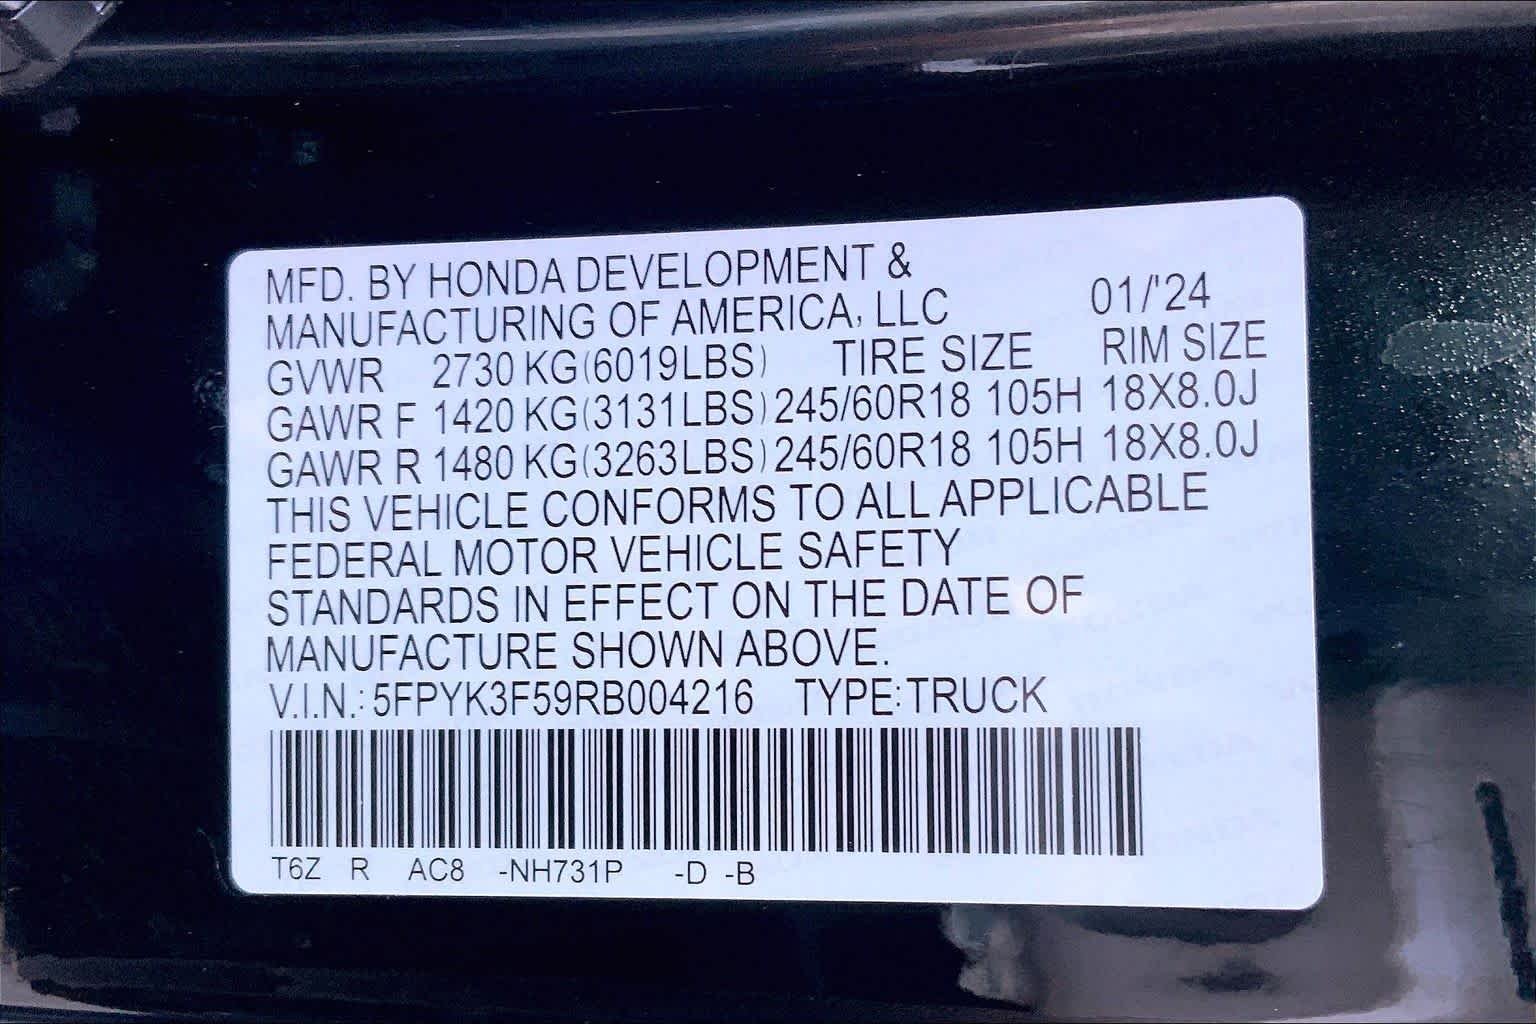 MFD. BY HONDA DEVELOPMENT &
MANUFACTURING OF AMERICA, LLC 01/'24
GVWR 2730 KG(6019LBS) TIRE SIZE RIM SIZE
GAWR F 1420 KG(3131LBS) 245/60R18 105H 18X8.0J
GAWR R 1480 KG(3263LBS) 245/60R18 105H 18X8.0J
THIS VEHICLE CONFORMS TO ALL APPLICABLE
FEDERAL MOTOR VEHICLE SAFETY
STANDARDS IN EFFECT ON THE DATE OF
MANUFACTURE SHOWN ABOVE.
V.I.N.: 5FPYK3F59RB004216 TYPE: TRUCK
T6Z R AC8 -NH731P -D -B